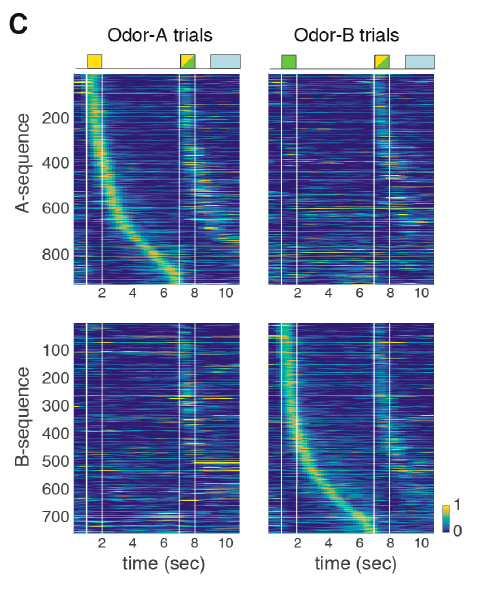 C
Odor-A trials
Odor-B trials
A-sequence
200
400
600
800
2 4 6 8 10
2 4 6 8 10
B-sequence
100
200
300
400
500
600
700
2 4 6 8 10
2 4 6 8 10
1
0
time (sec)
time (sec)